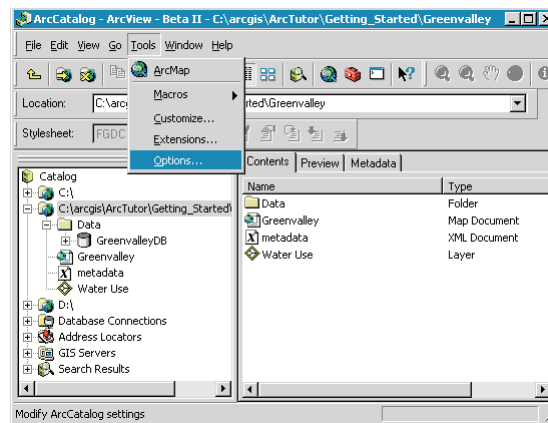 ArcCatalog - ArcView - Beta II - C:\arcgis\ArcTutor\Getting_Started\Greenvalley
File Edit View Go Tools Window Help
ArcMap
Macros
Customize...
Extensions...
Options...
Location: C:\arc rted\Greenvalley
Stylesheet: FGDC
Contents Preview Metadata
Catalog
C:\
C:\arcgis\ArcTutor\Getting_Started\
Data
GreenvalleyDB
Greenvalley
metadata
Water Use
D:\
Database Connections
Address Locators
GIS Servers
Search Results
Name Type
Data Folder
Greenvalley Map Document
metadata XML Document
Water Use Layer
Modify ArcCatalog settings